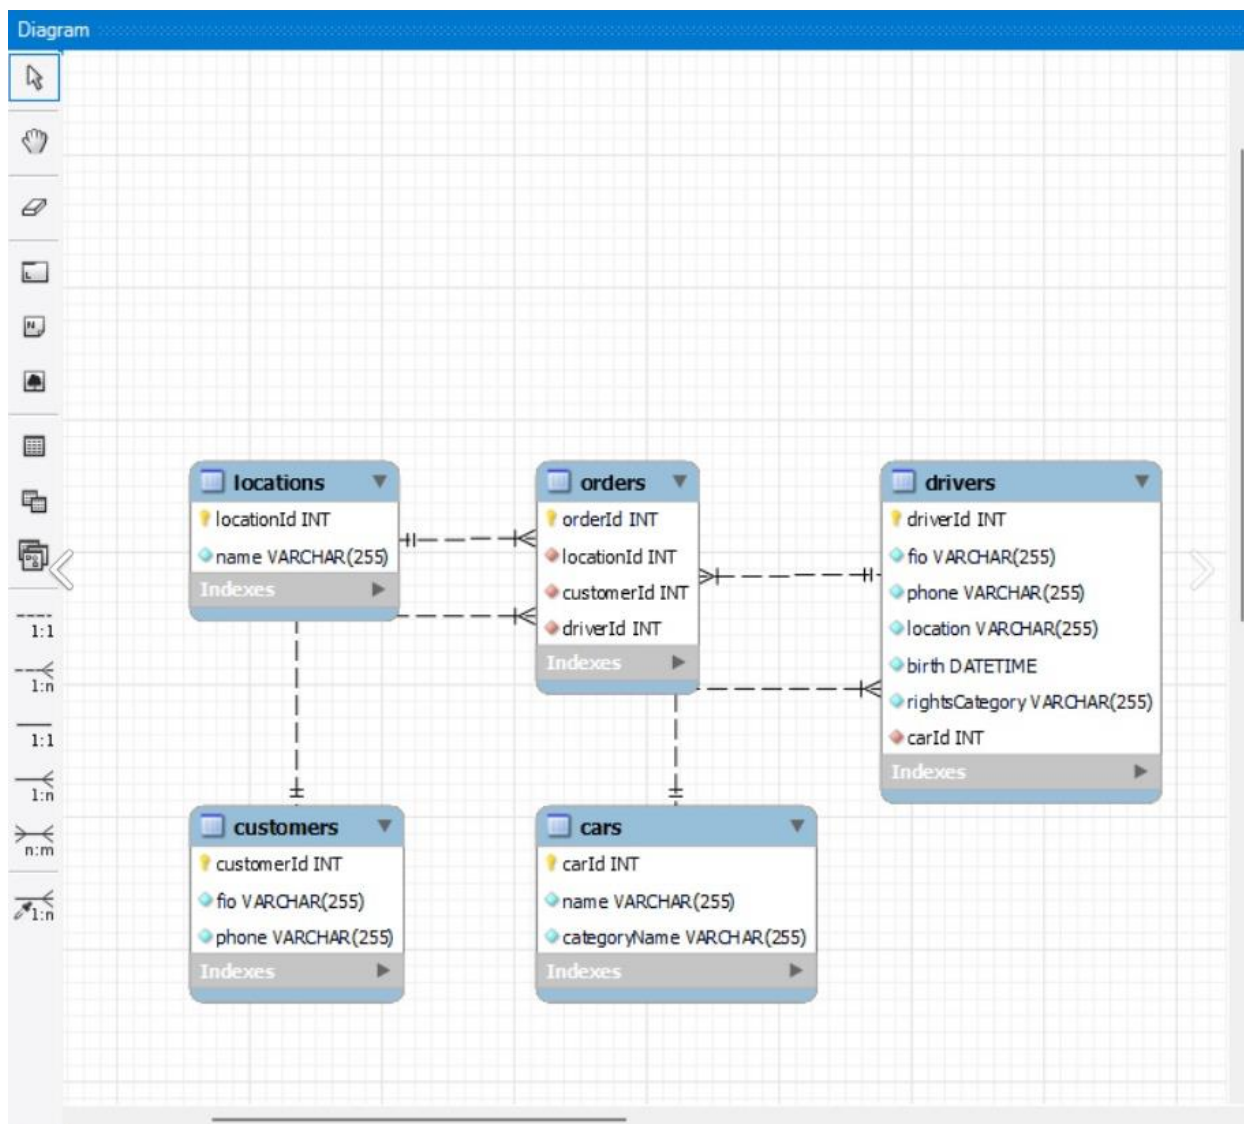 Diagram
locations
locationId INT
name VARCHAR(255)
Indexes
orders
orderId INT
locationId INT
customerId INT
driverId INT
Indexes
drivers
driverId INT
fio VARCHAR(255)
phone VARCHAR(255)
location VARCHAR(255)
birth DATETIME
rightsCategory VARCHAR(255)
carId INT
Indexes
customers
customerId INT
fio VARCHAR(255)
phone VARCHAR(255)
Indexes
cars
carId INT
name VARCHAR(255)
categoryName VARCHAR(255)
Indexes
1:1
1:n
1:1
1:n
n:m
1:n